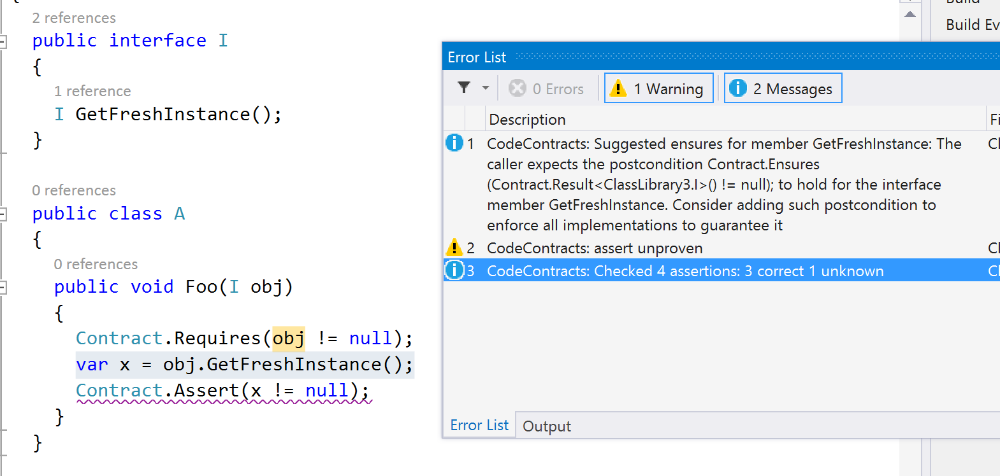 {
2 references
public interface I
{
1 reference
I GetFreshInstance();
}
0 references
public class A
{
0 references
public void Foo(I obj)
{
Contract.Requires(obj != null);
var x = obj.GetFreshInstance();
Contract.Assert(x != null);
}
}
Build
Build Ev
Error List
0 Errors
1 Warning
2 Messages
Description
Fi
1 CodeContracts: Suggested ensures for member GetFreshInstance: The
caller expects the postcondition Contract.Ensures
(Contract.Result<ClassLibrary3.I>() != null); to hold for the interface
member GetFreshInstance. Consider adding such postcondition to
enforce all implementations to guarantee it
Cl
2 CodeContracts: assert unproven
Cl
3 CodeContracts: Checked 4 assertions: 3 correct 1 unknown
Cl
Error List
Output